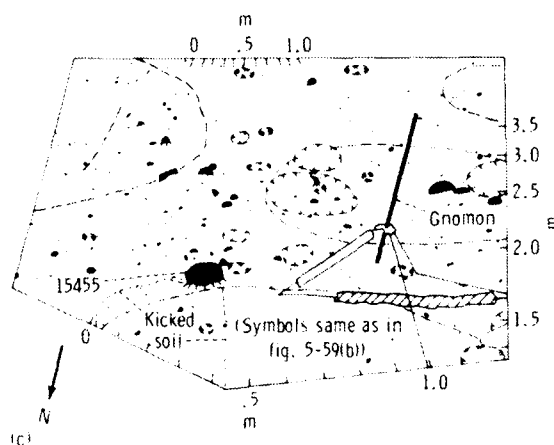 m
0 .5 1.0
3.5
3.0
2.5
Gnomon
m
2.0
15455
Kicked
soil
(Symbols same as in
fig. 5-59(b))
1.5
0
1.0
.5
m
N
(c)